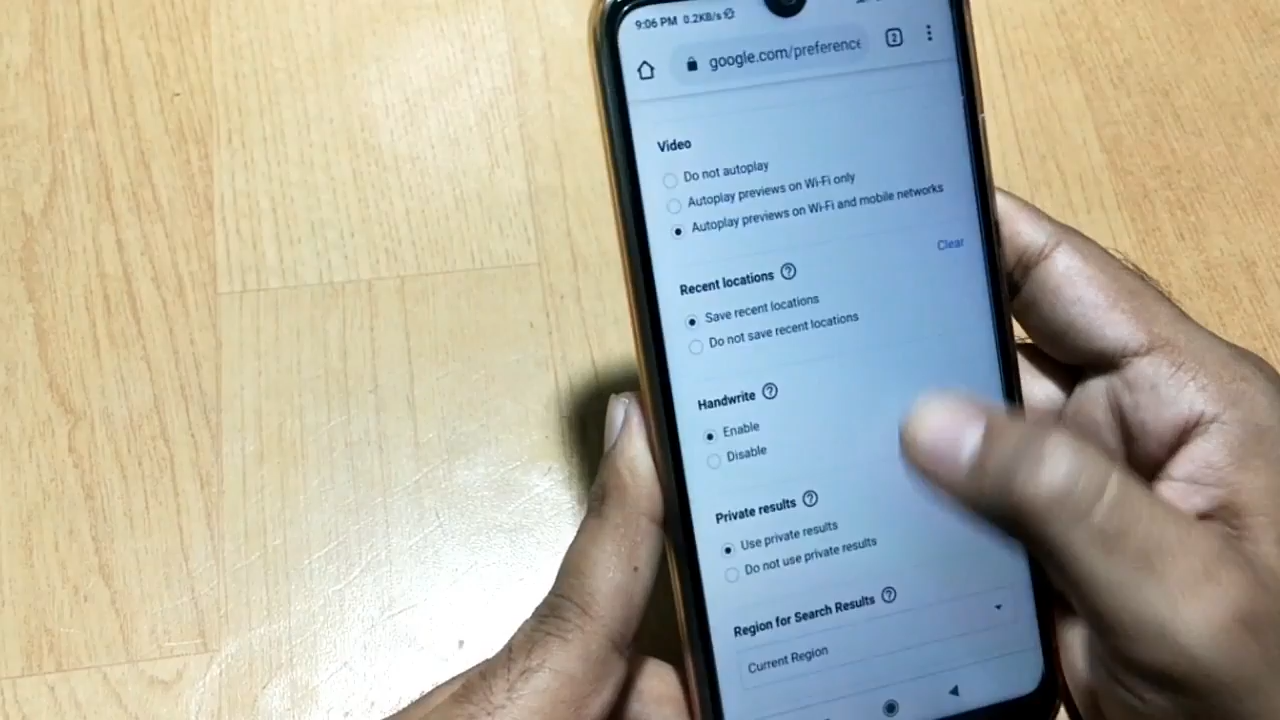 9:06 PM 0.2KB/s
google.com/preference
2
Video
Do not autoplay
Autoplay previews on Wi-Fi only
Autoplay previews on Wi-Fi and mobile networks
Clear
Recent locations ?
Save recent locations
Do not save recent locations
Handwrite ?
Enable
Disable
Private results ?
Use private results
Do not use private results
Region for Search Results ?
Current Region